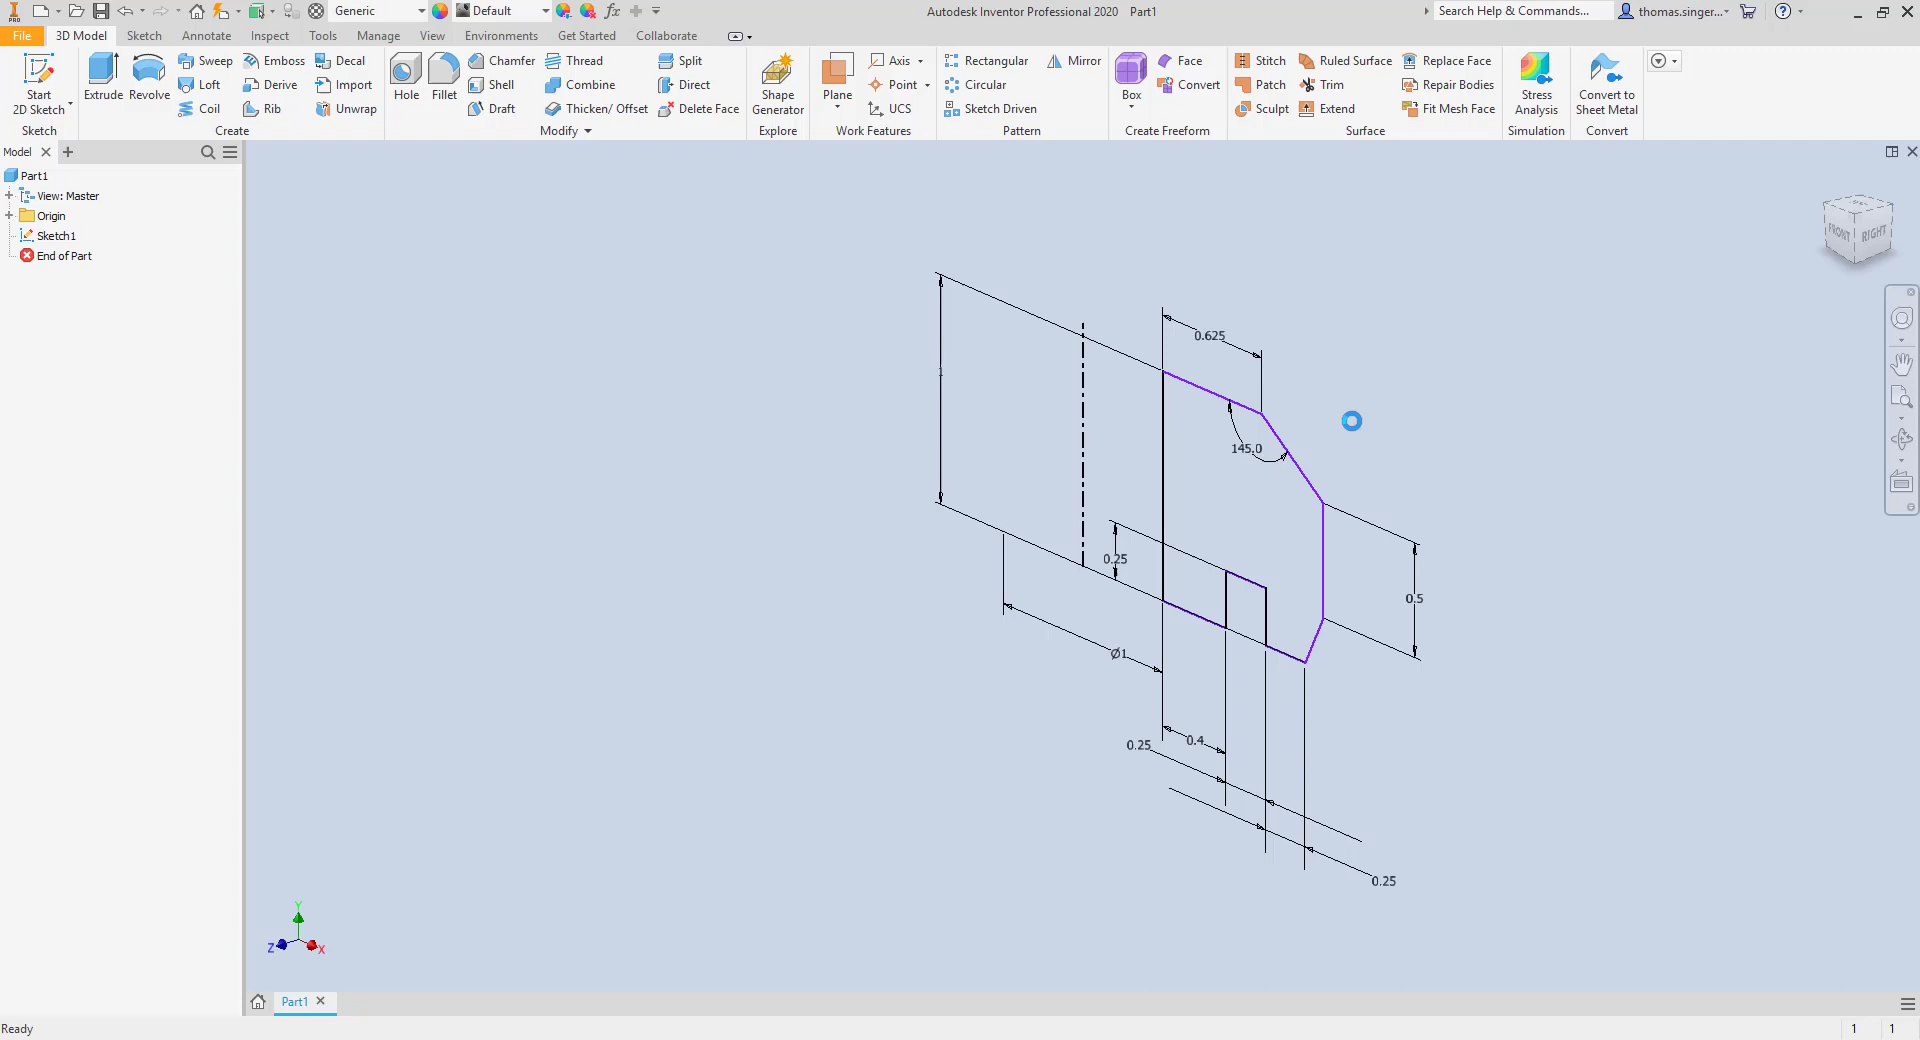 PRO
Generic
Default
fx
Autodesk Inventor Professional 2020 Part1
Search Help & Commands...
thomas.singer...
File
3D Model
Sketch
Annotate
Inspect
Tools
Manage
View
Environments
Get Started
Collaborate
Start
2D Sketch
Sketch
Extrude
Revolve
Sweep
Emboss
Decal
Loft
Derive
Import
Coil
Rib
Unwrap
Create
Hole
Fillet
Chamfer
Thread
Split
Shell
Combine
Direct
Draft
Thicken/ Offset
Delete Face
Modify
Shape
Generator
Explore
Plane
Axis
Point
UCS
Work Features
Rectangular
Mirror
Circular
Sketch Driven
Pattern
Box
Face
Convert
Create Freeform
Stitch
Ruled Surface
Replace Face
Patch
Trim
Repair Bodies
Sculpt
Extend
Fit Mesh Face
Surface
Stress
Analysis
Simulation
Convert to
Sheet Metal
Convert
Model
Part1
View: Master
Origin
Sketch1
End of Part
FRONT
RIGHT
0.625
1
145.0
0.25
0.5
Ø1
0.4
0.25
0.25
Y
Z
X
Part1
Ready
1
1